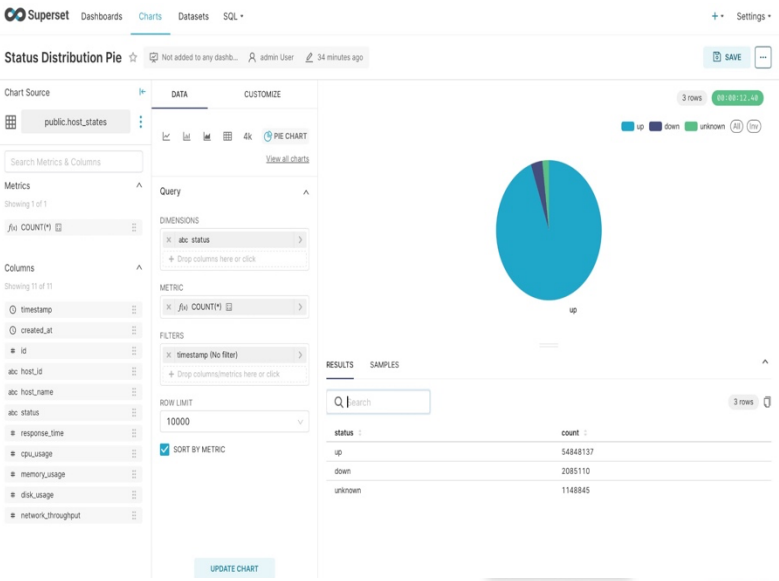 Superset Dashboards Charts Datasets SQL Settings
Status Distribution Pie Not added to any dashb... admin User 34 minutes ago SAVE ...
Chart Source
public.host_states
Search Metrics & Columns
Metrics
Showing 1 of 1
f(x) COUNT(*)
Columns
Showing 11 of 11
timestamp
created_at
# id
abc host_id
abc host_name
abc status
# response_time
# cpu_usage
# memory_usage
# disk_usage
# network_throughput
DATA CUSTOMIZE
4k PIE CHART
View all charts
Query
DIMENSIONS
abc status
+ Drop columns here or click
METRIC
f(x) COUNT(*)
FILTERS
timestamp (No filter)
+ Drop columns/metrics here or click
ROW LIMIT
10000
SORT BY METRIC
UPDATE CHART
3 rows 00:00:12.40
up down unknown All Inv
up
RESULTS SAMPLES
Search 3 rows
status count
up 54848137
down 2085110
unknown 1148845